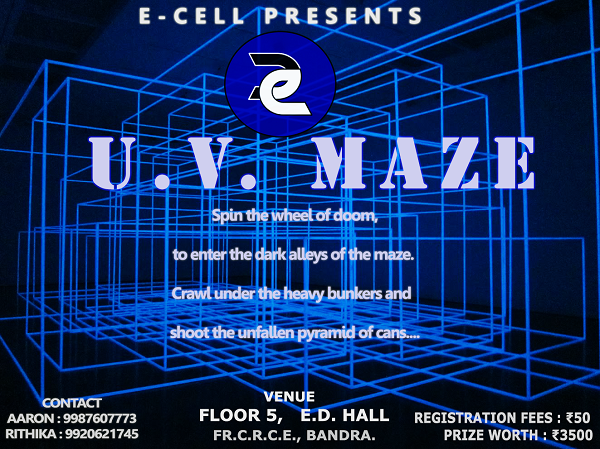 E-CELL PRESENTS
U.V. MAZE
Spin the wheel of doom,
to enter the dark alleys of the maze.
Crawl under the heavy bunkers and
shoot the unfallen pyramid of cans....
CONTACT
AARON : 9987607773
RITHIKA : 9920621745
VENUE
FLOOR 5, E.D. HALL
FR.C.R.C.E., BANDRA.
REGISTRATION FEES : ₹50
PRIZE WORTH : ₹3500